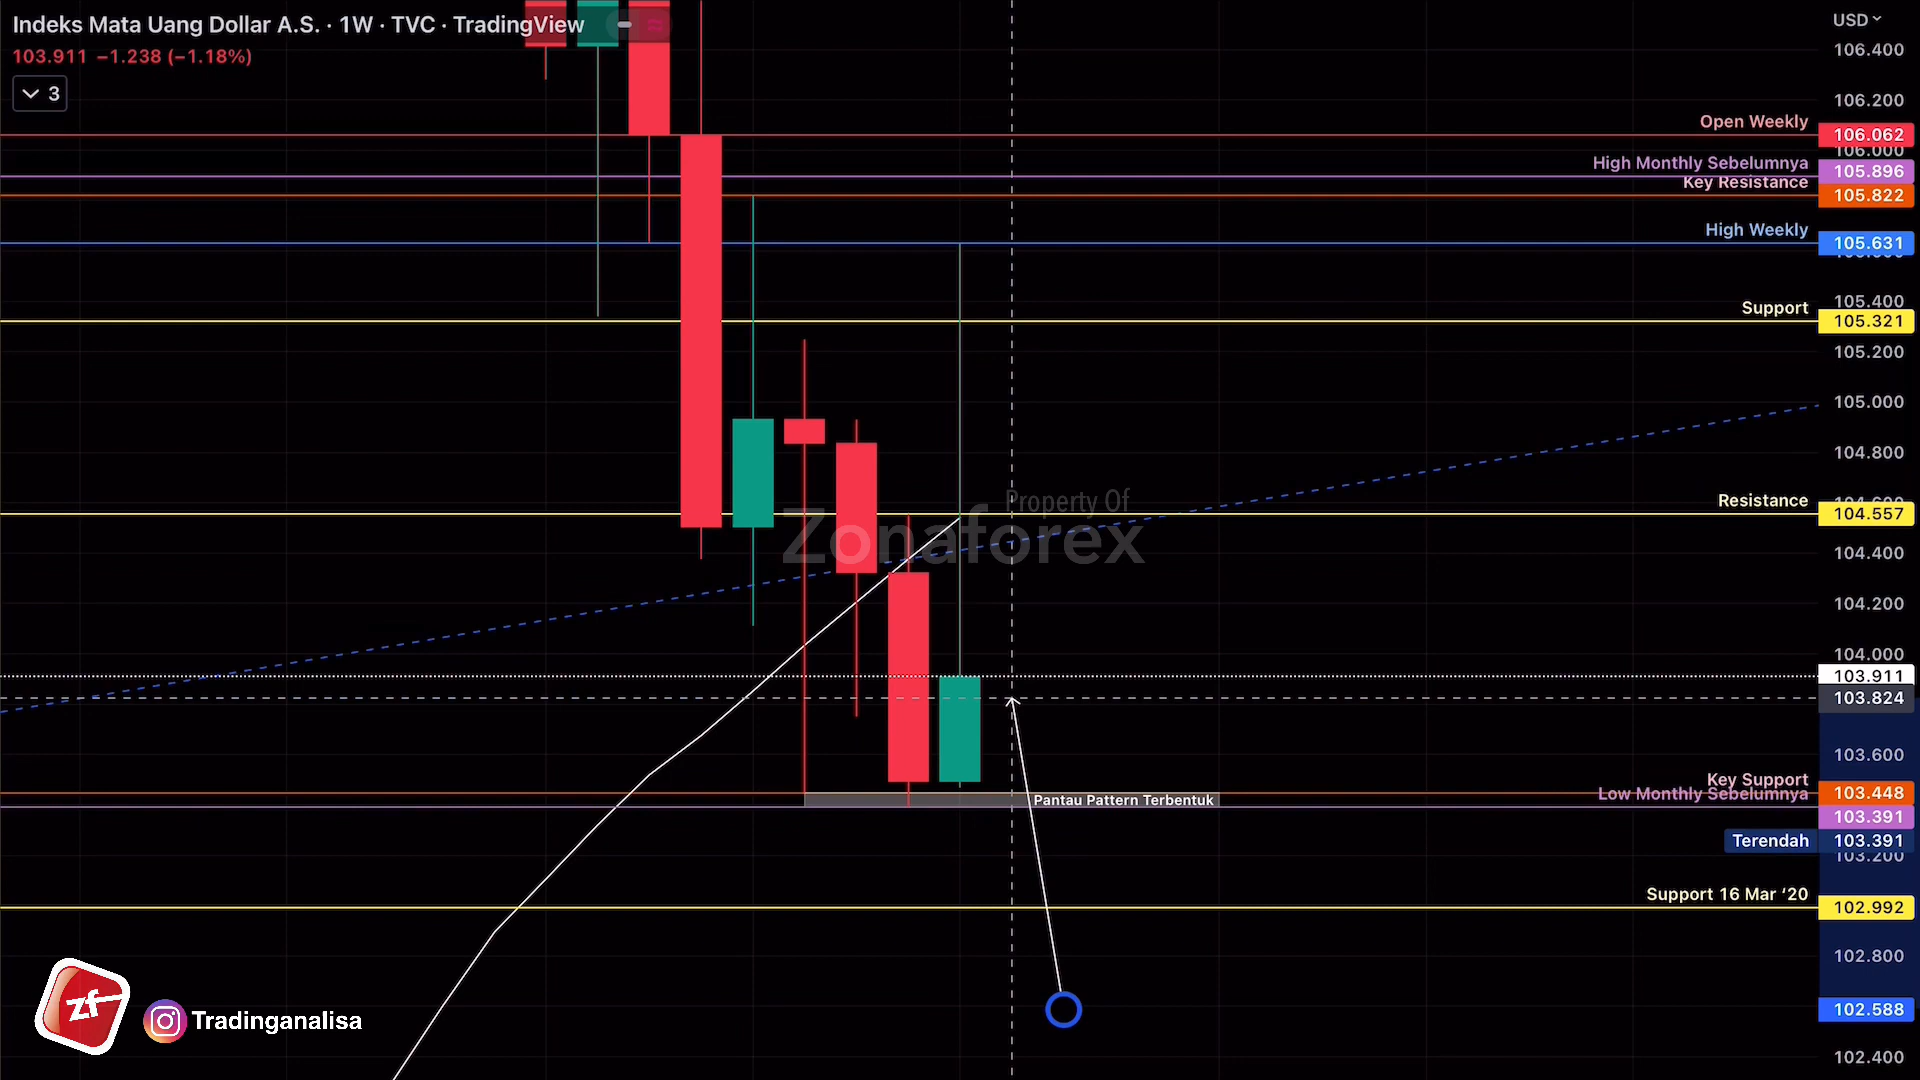 Indeks Mata Uang Dollar A.S. · 1W · TVC · TradingView
USD
103.911 −1.238 (−1.18%)
3
106.400
106.200
Open Weekly
106.062
106.000
High Monthly Sebelumnya
105.896
Key Resistance
105.822
High Weekly
105.631
105.400
Support
105.321
105.200
105.000
104.800
Resistance
104.557
Property Of
Zonaforex
104.400
104.200
104.000
103.911
103.824
103.600
Key Support
103.448
Low Monthly Sebelumnya
Pantau Pattern Terbentuk
103.391
Terendah 103.391
103.200
Support 16 Mar ‘20
102.992
102.800
102.588
102.400
zf
Tradinganalisa